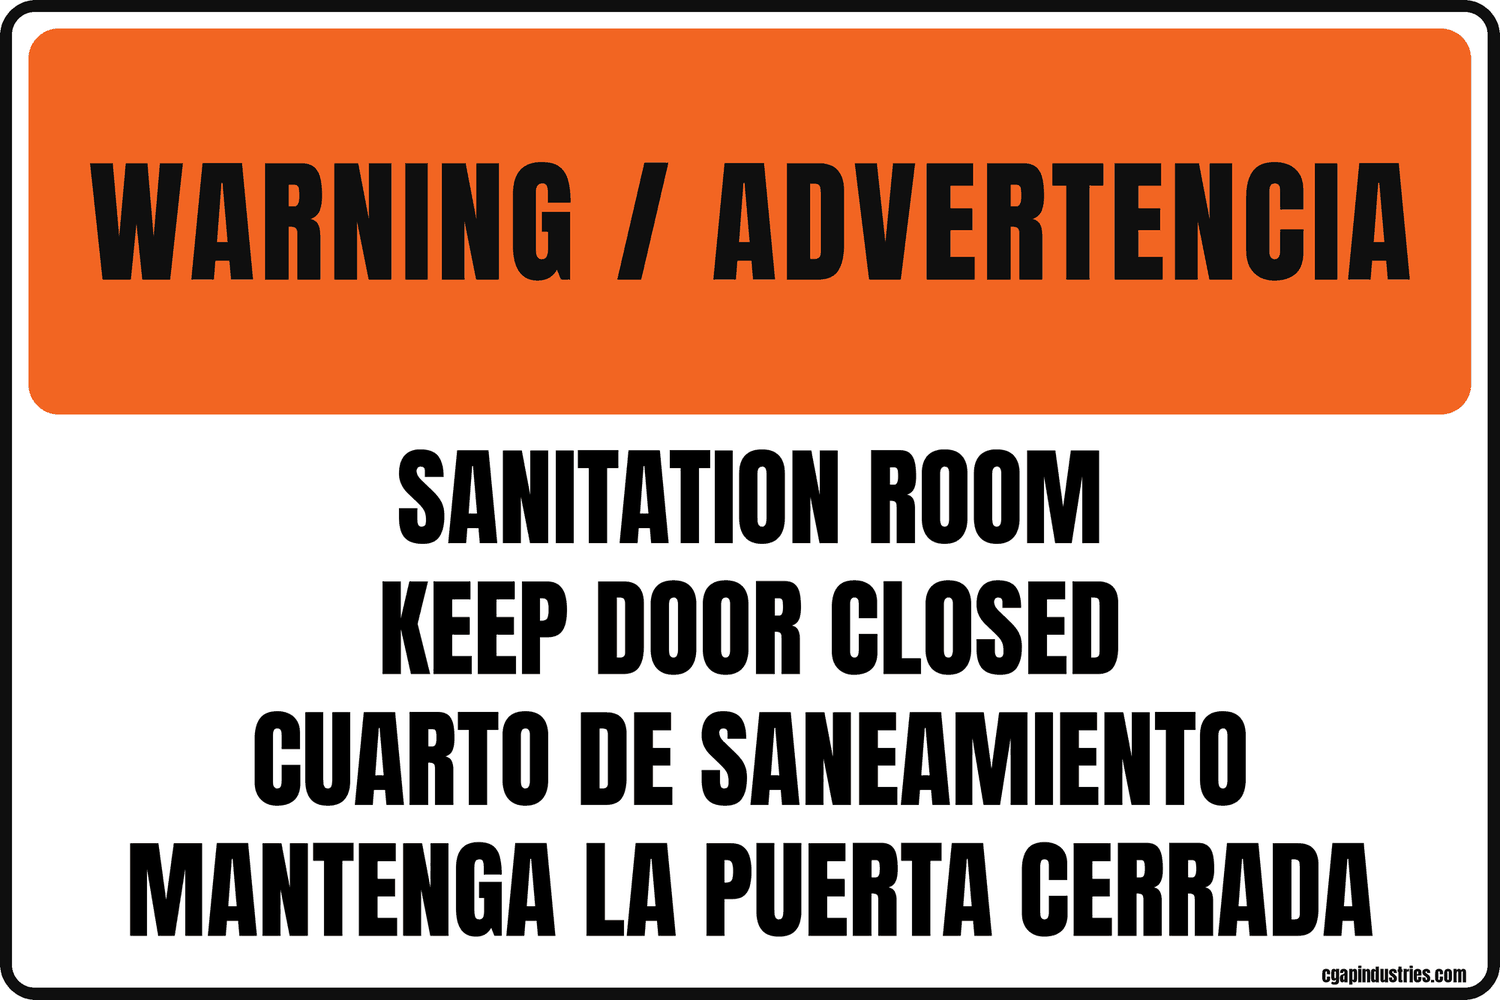 WARNING / ADVERTENCIA
SANITATION ROOM
KEEP DOOR CLOSED
CUARTO DE SANEAMIENTO
MANTENGA LA PUERTA CERRADA
cgapindustries.com